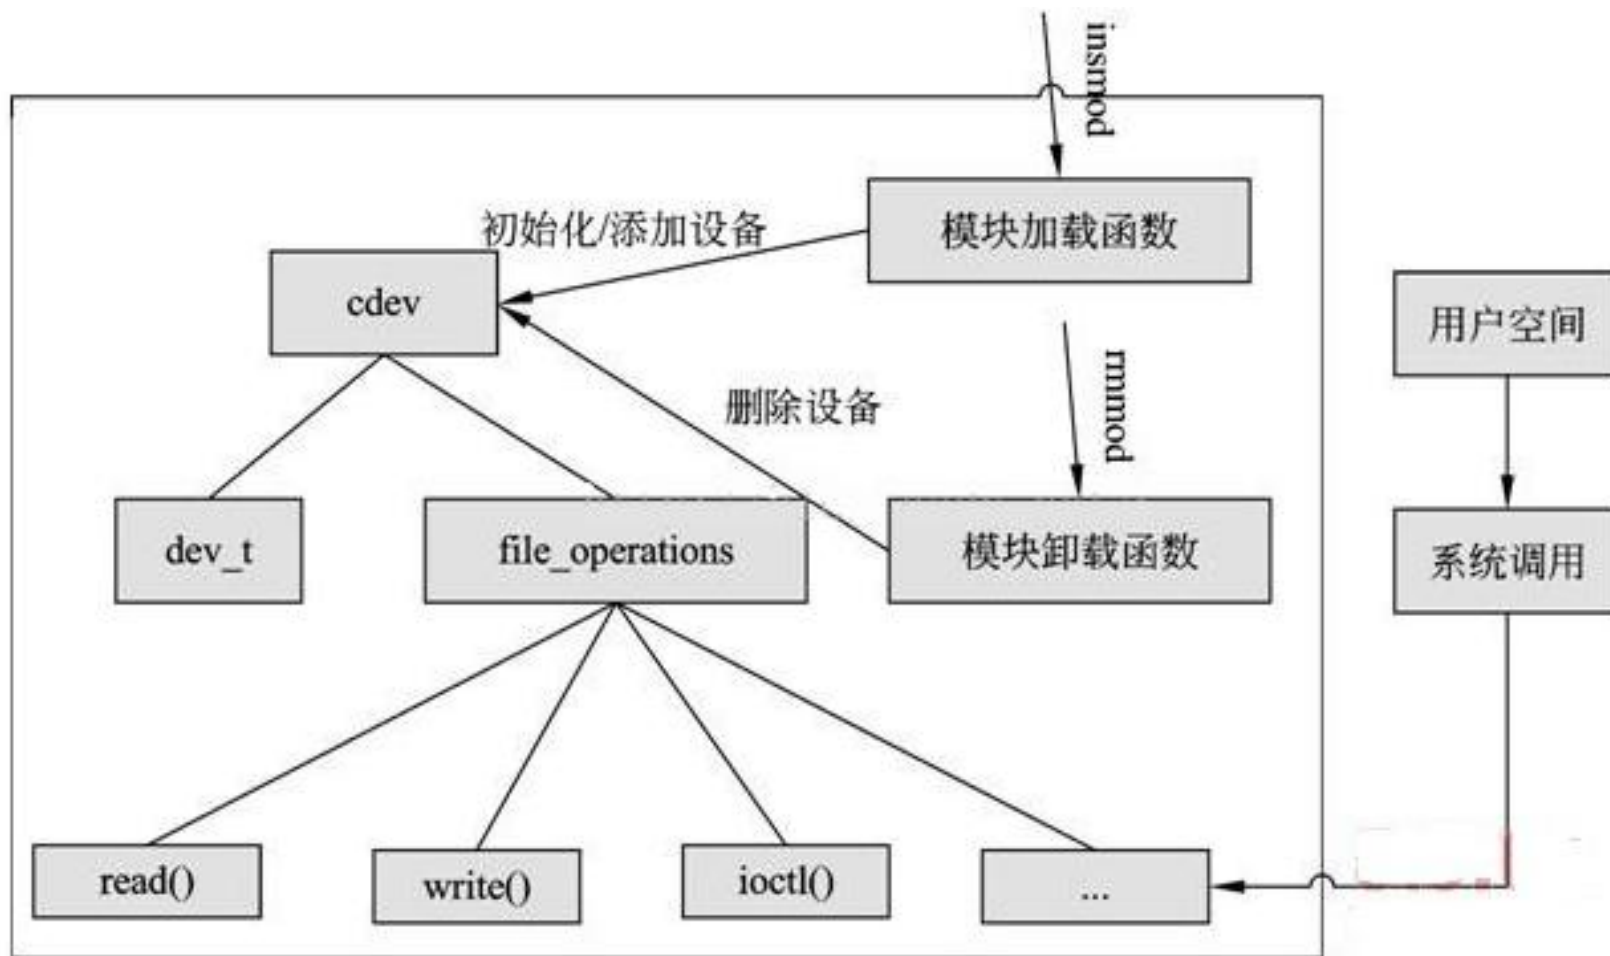 insmod
模块加载函数
初始化/添加设备
cdev
用户空间
rmmod
删除设备
dev_t
file_operations
模块卸载函数
系统调用
read()
write()
ioctl()
...